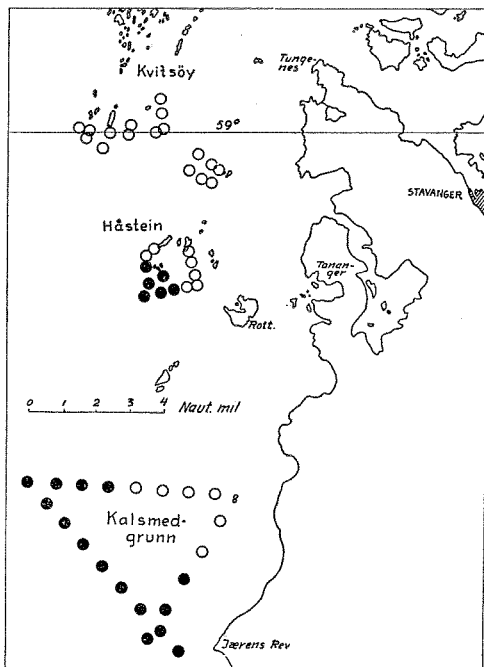 Kvitsöy
Tunge-
nes
59°
STAVANGER
Håstein
Tanan-
ger
Rott.
0 1 2 3 4
Naut. mil
Kalsmed-
grunn
Jærens Rev